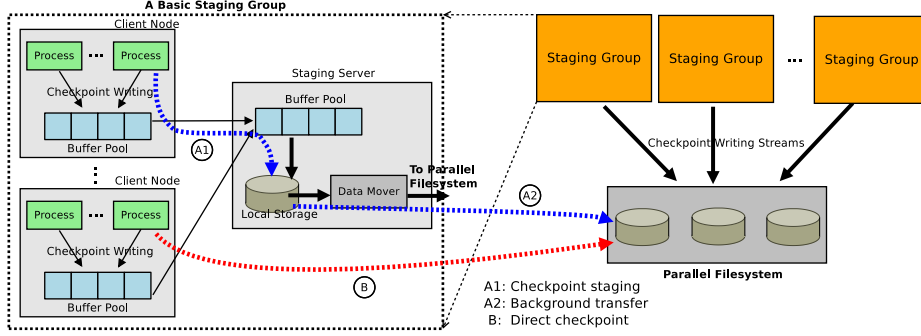 A Basic Staging Group
Client Node
Process
Process
Checkpoint Writing
Buffer Pool
A1
Client Node
Process
Process
Checkpoint Writing
Buffer Pool
Staging Server
Buffer Pool
Local Storage
Data Mover
To Parallel
Filesystem
A2
B
Staging Group
Staging Group
Staging Group
Checkpoint Writing Streams
Parallel Filesystem
A1: Checkpoint staging
A2: Background transfer
B: Direct checkpoint